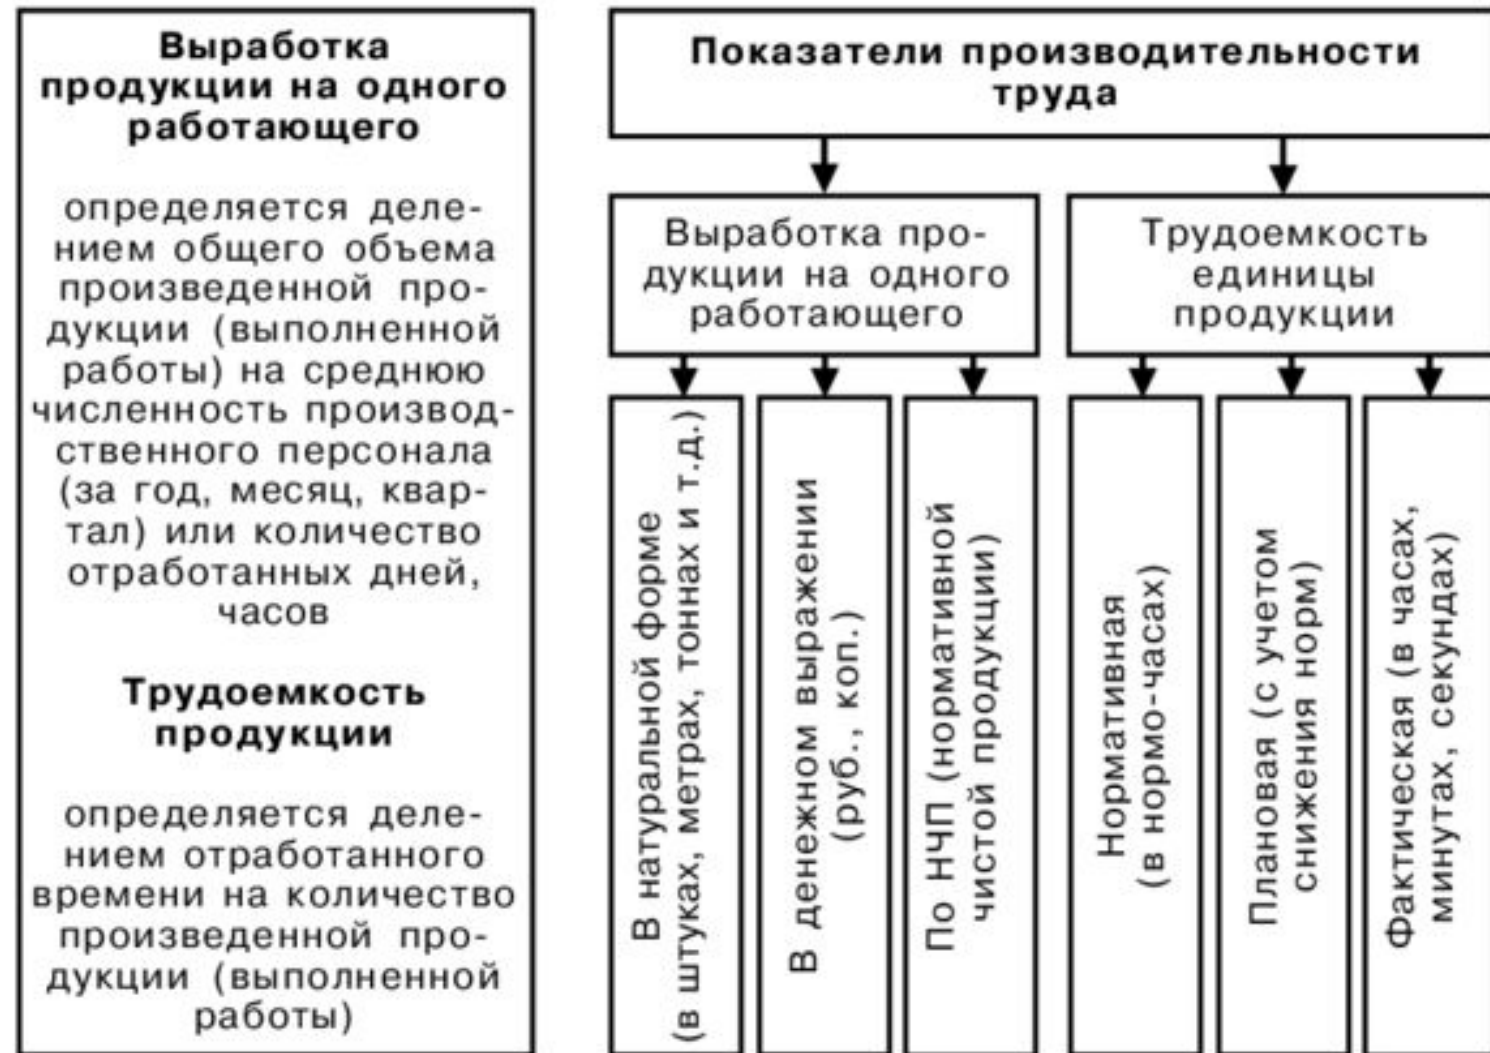 Выработка
продукции на одного
работающего
определяется деле-
нием общего объема
произведенной про-
дукции (выполненной
работы) на среднюю
численность производ-
ственного персонала
(за год, месяц, квар-
тал) или количество
отработанных дней,
часов
Трудоемкость
продукции
определяется деле-
нием отработанного
времени на количество
произведенной про-
дукции (выполненной
работы)
Показатели производительности
труда
Выработка про-
дукции на одного
работающего
Трудоемкость
единицы
продукции
В натуральной форме
(в штуках, метрах, тоннах и т.д.)
В денежном выражении
(руб., коп.)
По НЧП (нормативной
чистой продукции)
Нормативная
(в нормо-часах)
Плановая (с учетом
снижения норм)
Фактическая (в часах,
минутах, секундах)